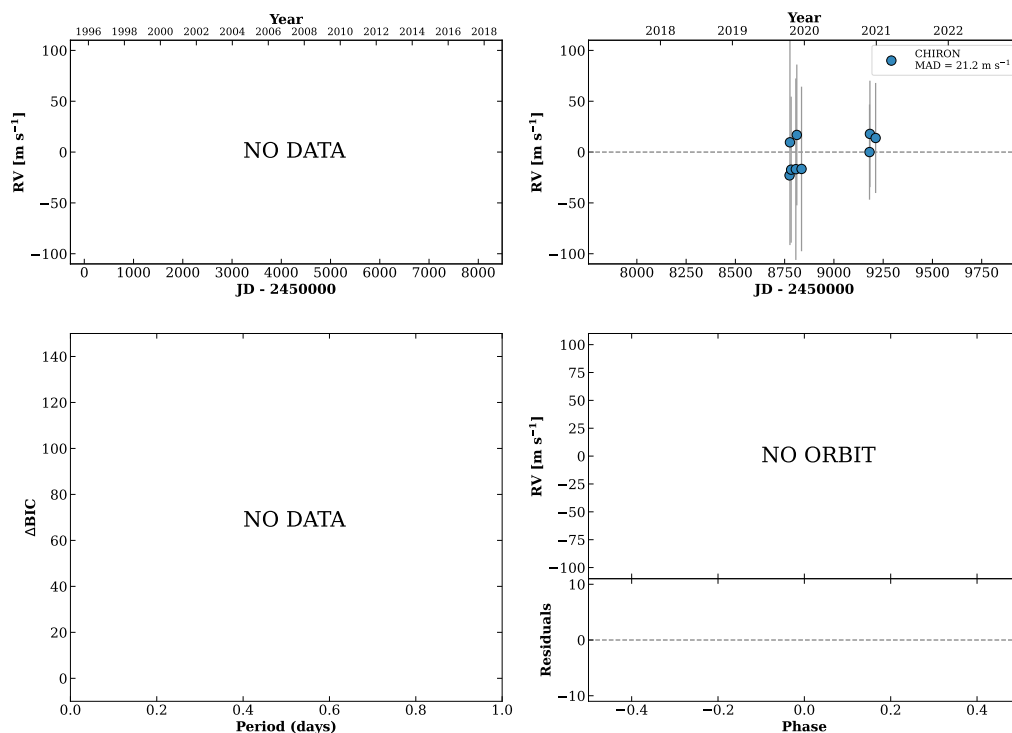 Year
1996 1998 2000 2002 2004 2006 2008 2010 2012 2014 2016 2018
100
50
0
−50
−100
RV [m s⁻¹]
NO DATA
0 1000 2000 3000 4000 5000 6000 7000 8000
JD - 2450000
Year
2018 2019 2020 2021 2022
100
50
0
−50
−100
RV [m s⁻¹]
CHIRON
MAD = 21.2 m s⁻¹
8000 8250 8500 8750 9000 9250 9500 9750
JD - 2450000
140
120
100
80
60
40
20
0
ΔBIC
NO DATA
0.0 0.2 0.4 0.6 0.8 1.0
Period (days)
100
75
50
25
0
−25
−50
−75
−100
RV [m s⁻¹]
NO ORBIT
10
0
−10
Residuals
−0.4 −0.2 0.0 0.2 0.4
Phase